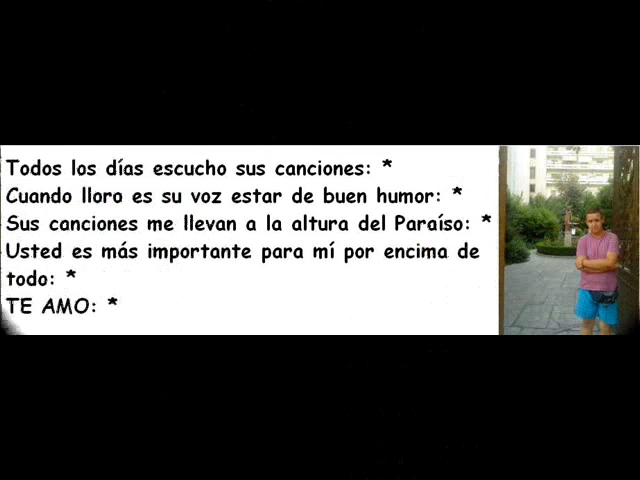 Todos los días escucho sus canciones: *
Cuando lloro es su voz estar de buen humor: *
Sus canciones me llevan a la altura del Paraíso: *
Usted es más importante para mí por encima de
todo: *
TE AMO: *